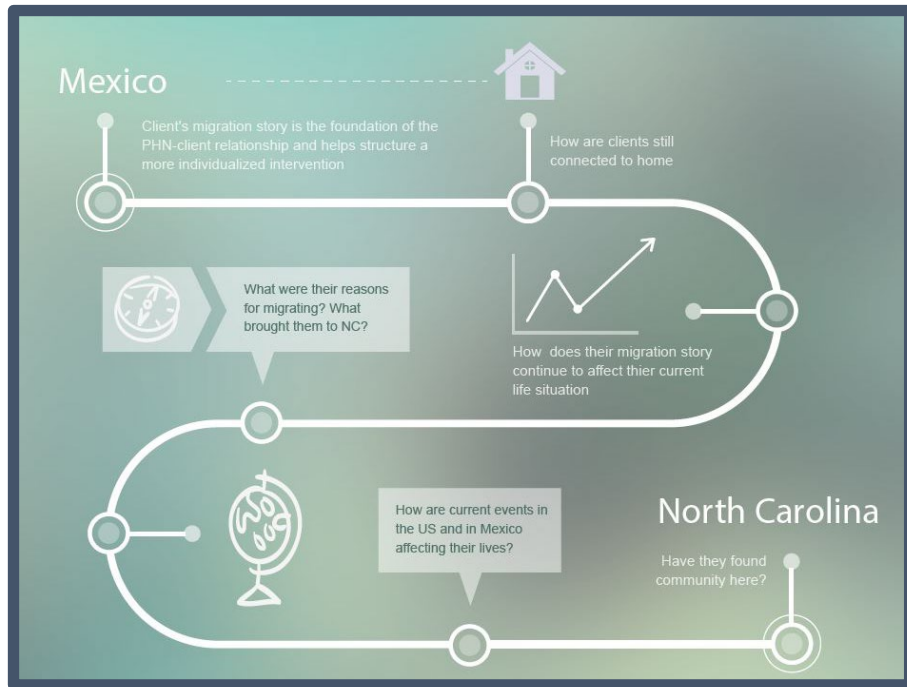 Mexico
Client's migration story is the foundation of the
PHN-client relationship and helps structure a
more individualized intervention
How are clients still
connected to home
How does their migration story
continue to affect thier current
life situation
What were their reasons
for migrating? What
brought them to NC?
How are current events in
the US and in Mexico
affecting their lives?
North Carolina
Have they found
community here?